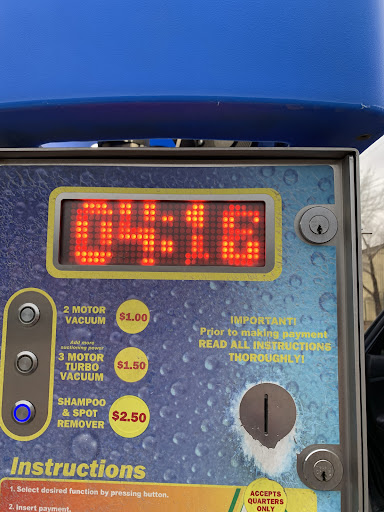 04:16
2 MOTOR
VACUUM
$1.00
Add more
suctioning power
3 MOTOR
TURBO
VACUUM
$1.50
SHAMPOO
& SPOT
REMOVER
$2.50
IMPORTANT!
Prior to making payment
READ ALL INSTRUCTIONS
THOROUGHLY!
Instructions
1. Select desired function by pressing button.
2. Insert payment.
ACCEPTS
QUARTERS
ONLY